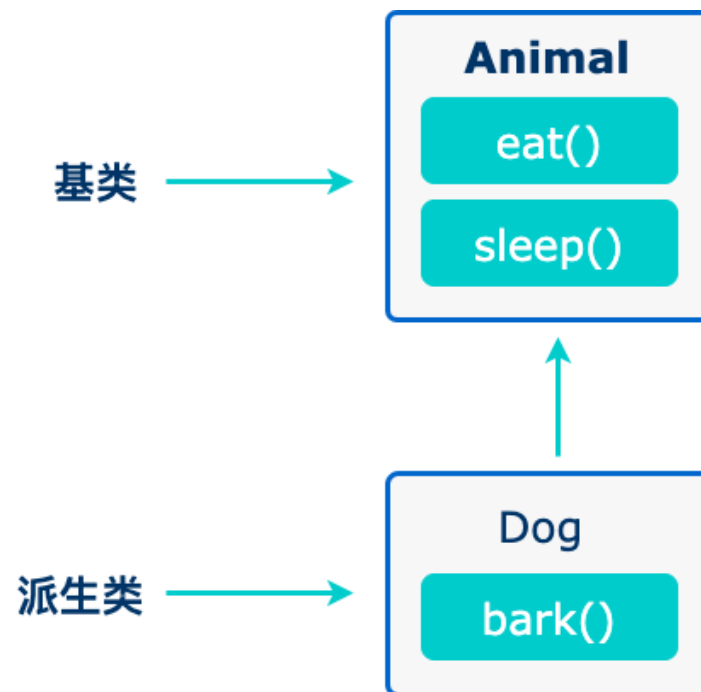 Animal
eat()
基类
sleep()
Dog
派生类
bark()